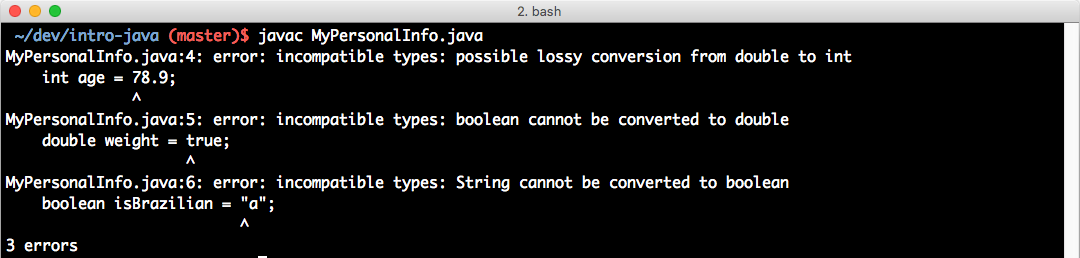 2. bash
~/dev/intro-java (master)$ javac MyPersonalInfo.java
MyPersonalInfo.java:4: error: incompatible types: possible lossy conversion from double to int
    int age = 78.9;
              ^
MyPersonalInfo.java:5: error: incompatible types: boolean cannot be converted to double
    double weight = true;
                    ^
MyPersonalInfo.java:6: error: incompatible types: String cannot be converted to boolean
    boolean isBrazilian = "a";
                          ^
3 errors